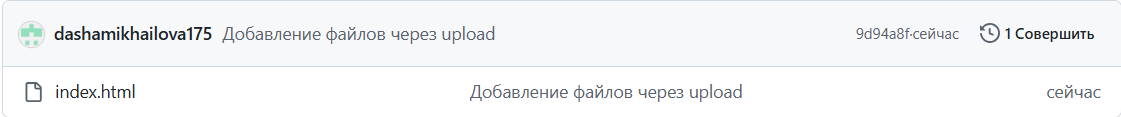 dashamikhailova175 Добавление файлов через upload 9d94a8f·сейчас 1 Совершить
index.html Добавление файлов через upload сейчас